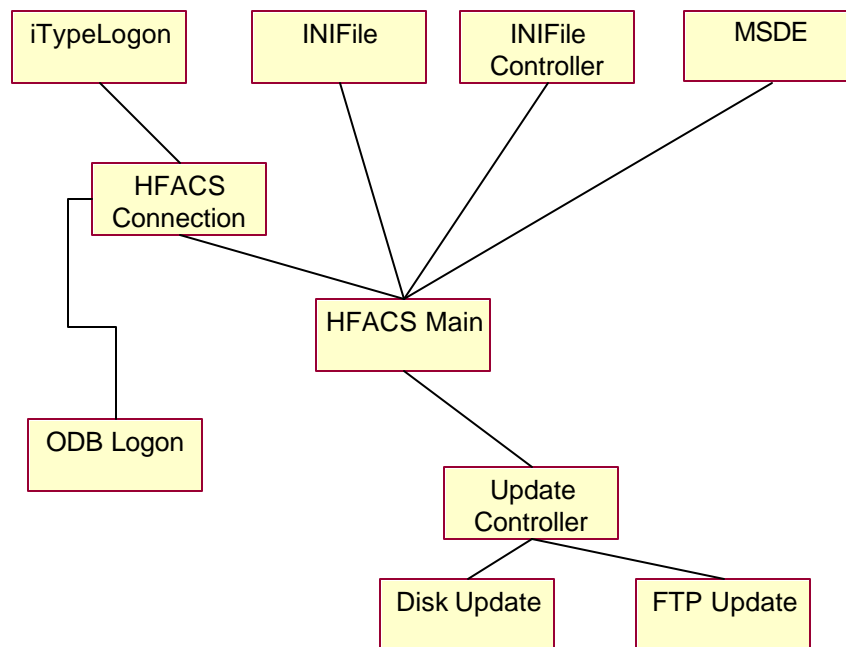 iTypeLogon
INIFile
INIFile
Controller
MSDE
HFACS
Connection
HFACS Main
ODB Logon
Update
Controller
Disk Update
FTP Update